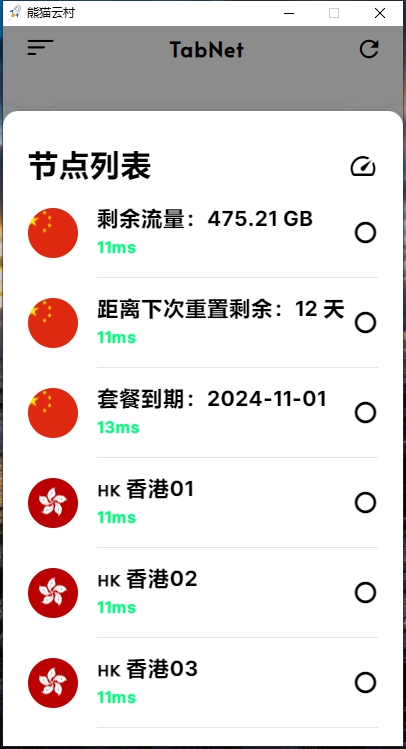 熊猫云村
TabNet
节点列表
剩余流量：475.21 GB
11ms
距离下次重置剩余：12 天
11ms
套餐到期：2024-11-01
13ms
HK 香港01
11ms
HK 香港02
11ms
HK 香港03
11ms